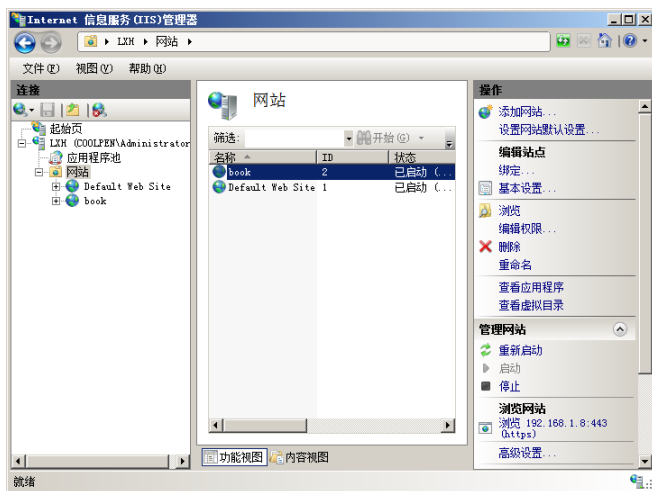 Internet 信息服务(IIS)管理器
LXH 网站
文件(F) 视图(V) 帮助(H)
连接
起始页
LXH (COOLPEN\Administrator
应用程序池
网站
Default Web Site
book
网站
筛选: 开始(G)
名称 ID 状态
book 2 已启动 (...
Default Web Site 1 已启动 (...
功能视图 内容视图
操作
添加网站...
设置网站默认设置...
编辑站点
绑定...
基本设置...
浏览
编辑权限...
删除
重命名
查看应用程序
查看虚拟目录
管理网站
重新启动
启动
停止
浏览网站
浏览 192.168.1.8:443
(https)
高级设置...
就绪